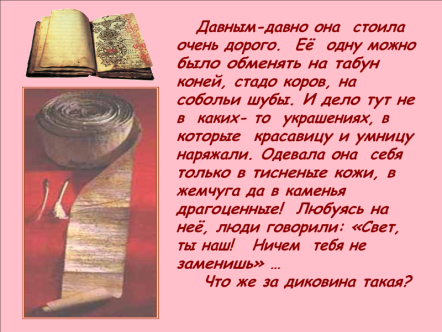 Давным-давно она стоила
очень дорого. Её одну можно
было обменять на табун
коней, стадо коров, на
собольи шубы. И дело тут не
в каких- то украшениях, в
которые красавицу и умницу
наряжали. Одевала она себя
только в тисненые кожи, в
жемчуга да в каменья
драгоценные! Любуясь на
неё, люди говорили: «Свет,
ты наш! Ничем тебя не
заменишь» …
Что же за диковина такая?